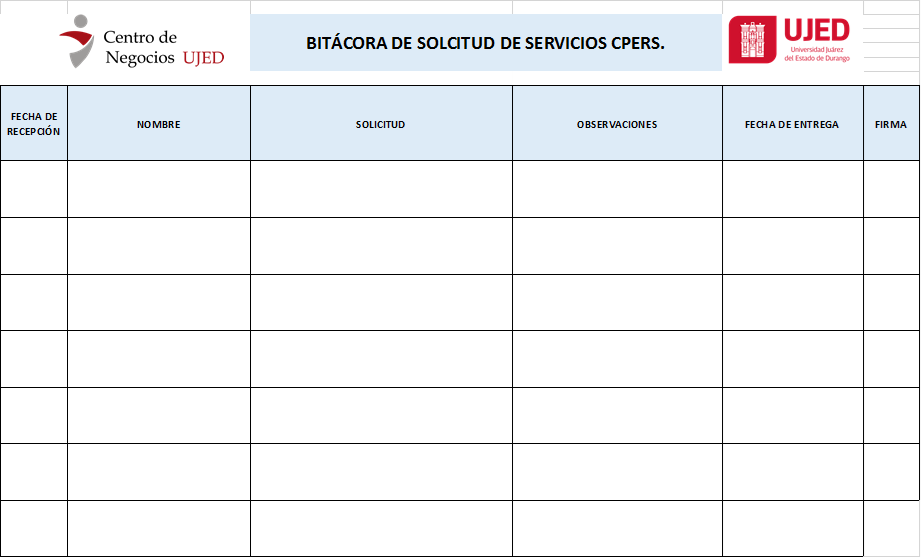 Centro de
Negocios UJED
BITÁCORA DE SOLCITUD DE SERVICIOS CPERS.
UJED
Universidad Juárez
del Estado de Durango
FECHA DE
RECEPCIÓN
NOMBRE
SOLICITUD
OBSERVACIONES
FECHA DE ENTREGA
FIRMA